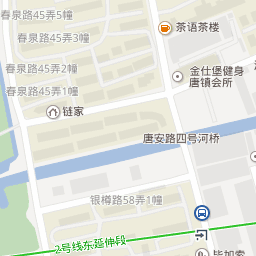 春泉路45弄5幢
茶语茶楼
春泉路45弄3幢
春泉路45弄2幢
金仕堡健身
唐镇会所
春泉路45弄1幢
链家
唐安路四号河桥
银樽路58弄1幢
2号线东延伸段
毕加索